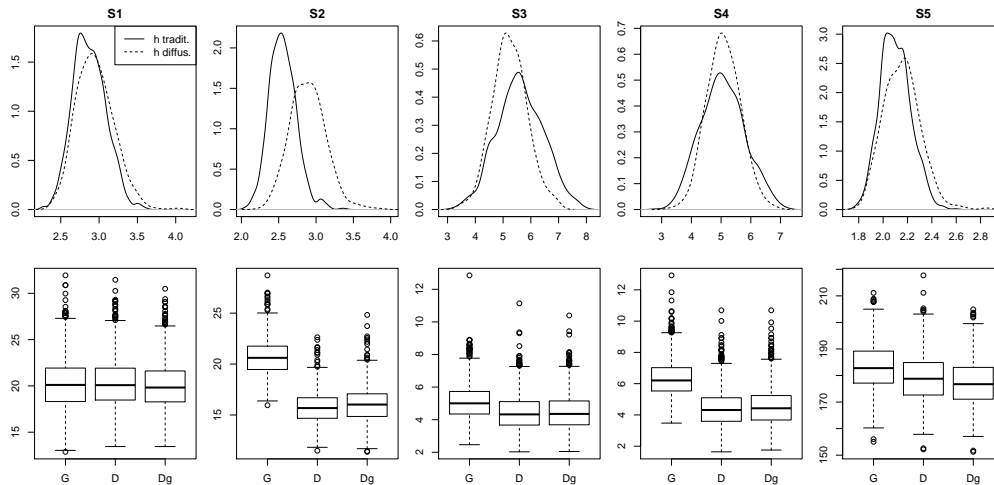 S1 S2 S3 S4 S5
h tradit.
h diffus.
0.0 0.5 1.0 1.5
2.5 3.0 3.5 4.0
0.0 0.5 1.0 1.5 2.0
2.0 2.5 3.0 3.5 4.0
0.0 0.1 0.2 0.3 0.4 0.5 0.6
3 4 5 6 7 8
0.0 0.1 0.2 0.3 0.4 0.5 0.6 0.7
3 4 5 6 7
0.0 0.5 1.0 1.5 2.0 2.5 3.0
1.8 2.0 2.2 2.4 2.6 2.8
15 20 25 30
G D Dg
15 20 25
G D Dg
2 4 6 8 10 12
G D Dg
2 4 6 8 10 12
G D Dg
150 170 190 210
G D Dg